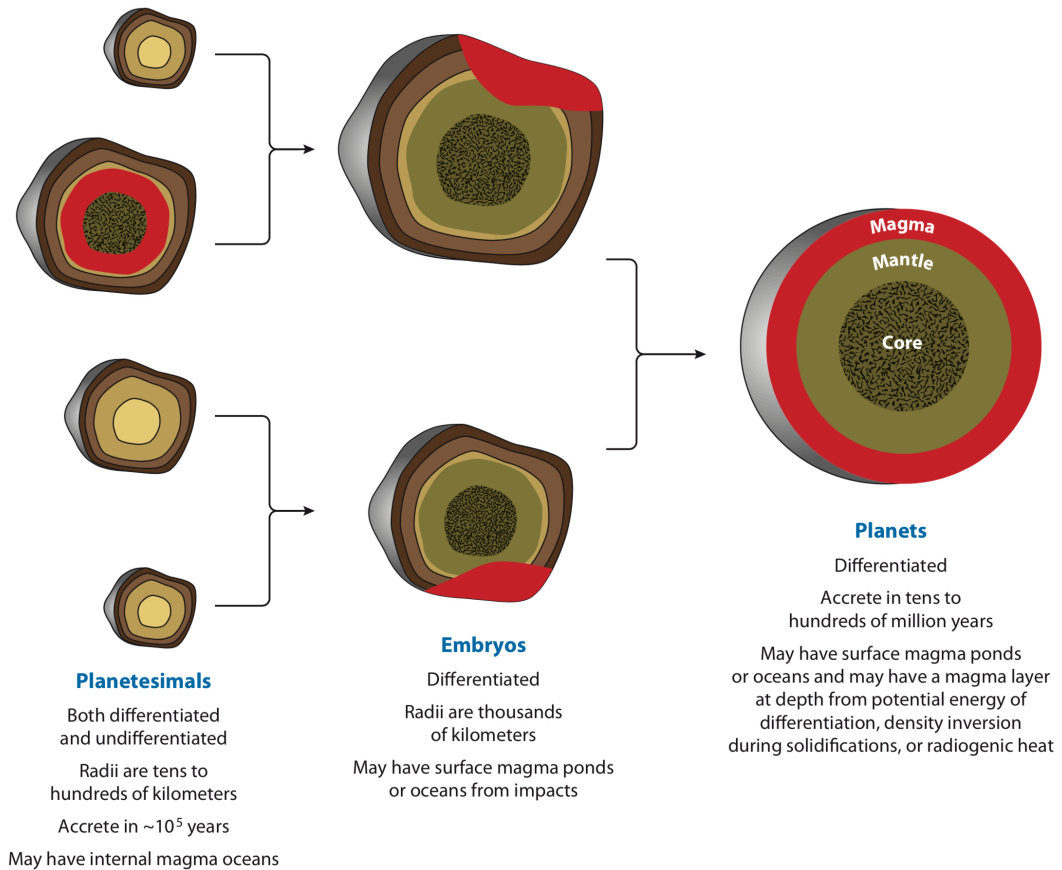 Magma
Mantle
Core
Planetesimals
Both differentiated
and undifferentiated
Radii are tens to
hundreds of kilometers
Accrete in ~10⁵ years
May have internal magma oceans
Embryos
Differentiated
Radii are thousands
of kilometers
May have surface magma ponds
or oceans from impacts
Planets
Differentiated
Accrete in tens to
hundreds of million years
May have surface magma ponds
or oceans and may have a magma layer
at depth from potential energy of
differentiation, density inversion
during solidifications, or radiogenic heat